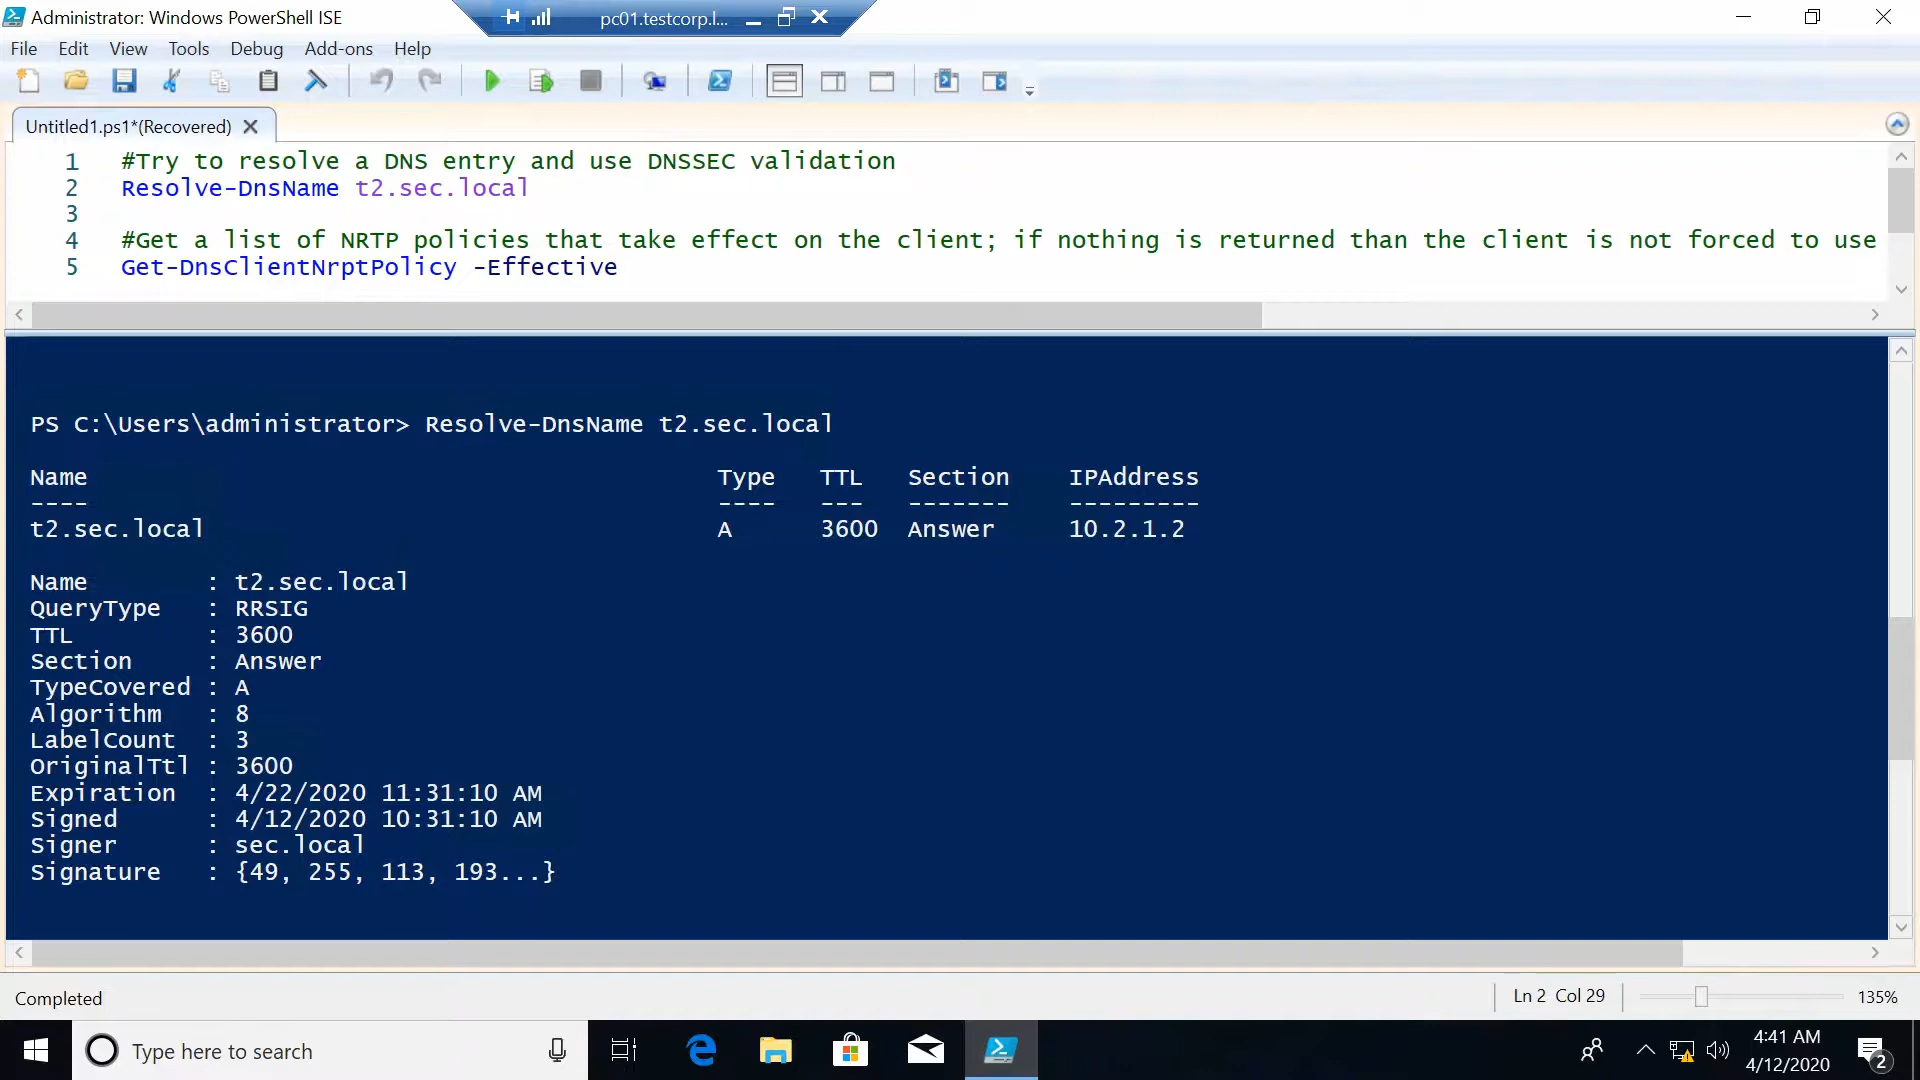 Administrator: Windows PowerShell ISE
pc01.testcorp.l...
File Edit View Tools Debug Add-ons Help
Untitled1.ps1*(Recovered)
1 #Try to resolve a DNS entry and use DNSSEC validation
2 Resolve-DnsName t2.sec.local
3
4 #Get a list of NRTP policies that take effect on the client; if nothing is returned than the client is not forced to use
5 Get-DnsClientNrptPolicy -Effective
PS C:\Users\administrator> Resolve-DnsName t2.sec.local
Name Type TTL Section IPAddress
---- ---- --- ------- ---------
t2.sec.local A 3600 Answer 10.2.1.2
Name : t2.sec.local
QueryType : RRSIG
TTL : 3600
Section : Answer
TypeCovered : A
Algorithm : 8
LabelCount : 3
OriginalTtl : 3600
Expiration : 4/22/2020 11:31:10 AM
Signed : 4/12/2020 10:31:10 AM
Signer : sec.local
Signature : {49, 255, 113, 193...}
Completed
Ln 2 Col 29
135%
Type here to search
4:41 AM
4/12/2020
2